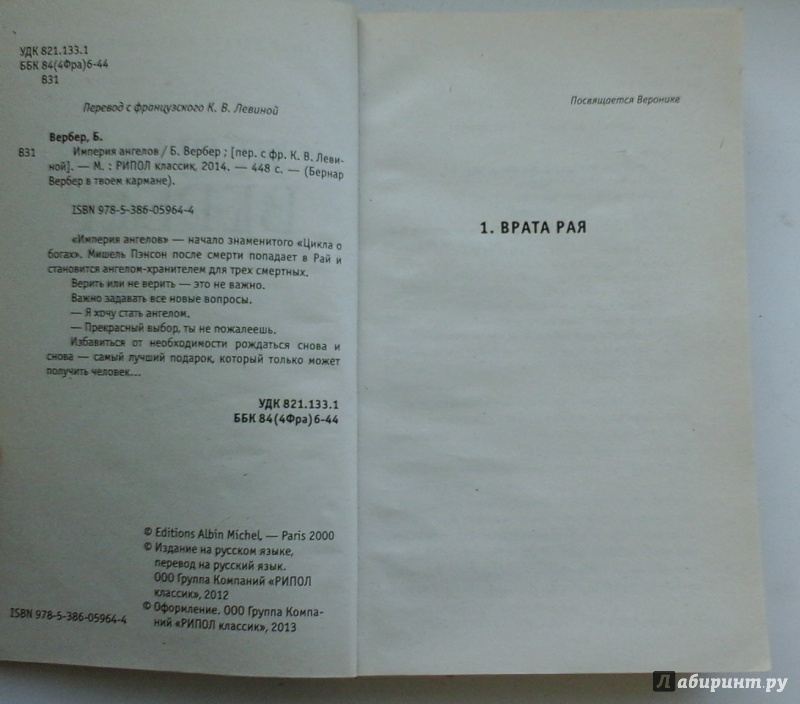 УДК 821.133.1
ББК 84(4Фра)6-44
В31
Перевод с французского К. В. Левиной
Вербер, Б.
В31 Империя ангелов / Б. Вербер ; [пер. с фр. К. В. Леви-
ной]. — М. : РИПОЛ классик, 2014. — 448 с. — (Бернар
Вербер в твоем кармане).
ISBN 978-5-386-05964-4
«Империя ангелов» — начало знаменитого «Цикла о
богах». Мишель Пэнсон после смерти попадает в Рай и
становится ангелом-хранителем для трех смертных.
Верить или не верить — это не важно.
Важно задавать все новые вопросы.
— Я хочу стать ангелом.
— Прекрасный выбор, ты не пожалеешь.
Избавиться от необходимости рождаться снова и
снова — самый лучший подарок, который только может
получить человек...
УДК 821.133.1
ББК 84(4Фра)6-44
© Editions Albin Michel, — Paris 2000
© Издание на русском языке,
перевод на русский язык.
ООО Группа Компаний «РИПОЛ
классик», 2012
© Оформление. ООО Группа Компа-
ний «РИПОЛ классик», 2013
ISBN 978-5-386-05964-4
Посвящается Веронике
1. ВРАТА РАЯ
Лабиринт.ру